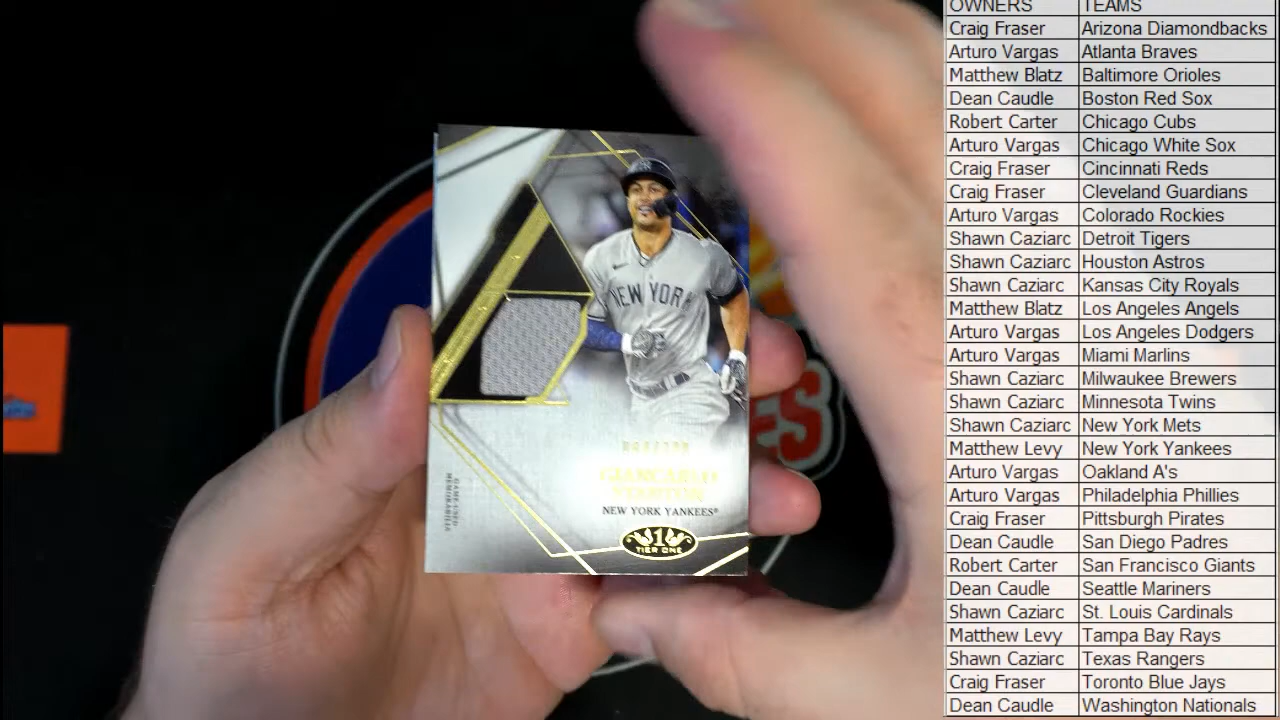 OWNERS TEAMS
Craig Fraser Arizona Diamondbacks
Arturo Vargas Atlanta Braves
Matthew Blatz Baltimore Orioles
Dean Caudle Boston Red Sox
Robert Carter Chicago Cubs
Arturo Vargas Chicago White Sox
Craig Fraser Cincinnati Reds
Craig Fraser Cleveland Guardians
Arturo Vargas Colorado Rockies
Shawn Caziarc Detroit Tigers
Shawn Caziarc Houston Astros
Shawn Caziarc Kansas City Royals
Matthew Blatz Los Angeles Angels
Arturo Vargas Los Angeles Dodgers
Arturo Vargas Miami Marlins
Shawn Caziarc Milwaukee Brewers
Shawn Caziarc Minnesota Twins
Shawn Caziarc New York Mets
Matthew Levy New York Yankees
Arturo Vargas Oakland A's
Arturo Vargas Philadelphia Phillies
Craig Fraser Pittsburgh Pirates
Dean Caudle San Diego Padres
Robert Carter San Francisco Giants
Dean Caudle Seattle Mariners
Shawn Caziarc St. Louis Cardinals
Matthew Levy Tampa Bay Rays
Shawn Caziarc Texas Rangers
Craig Fraser Toronto Blue Jays
Dean Caudle Washington Nationals
NEW YORK
GIANCARLO
STANTON
NEW YORK YANKEES®
1
TIER ONE
GAME-USED
MEMORABILIA